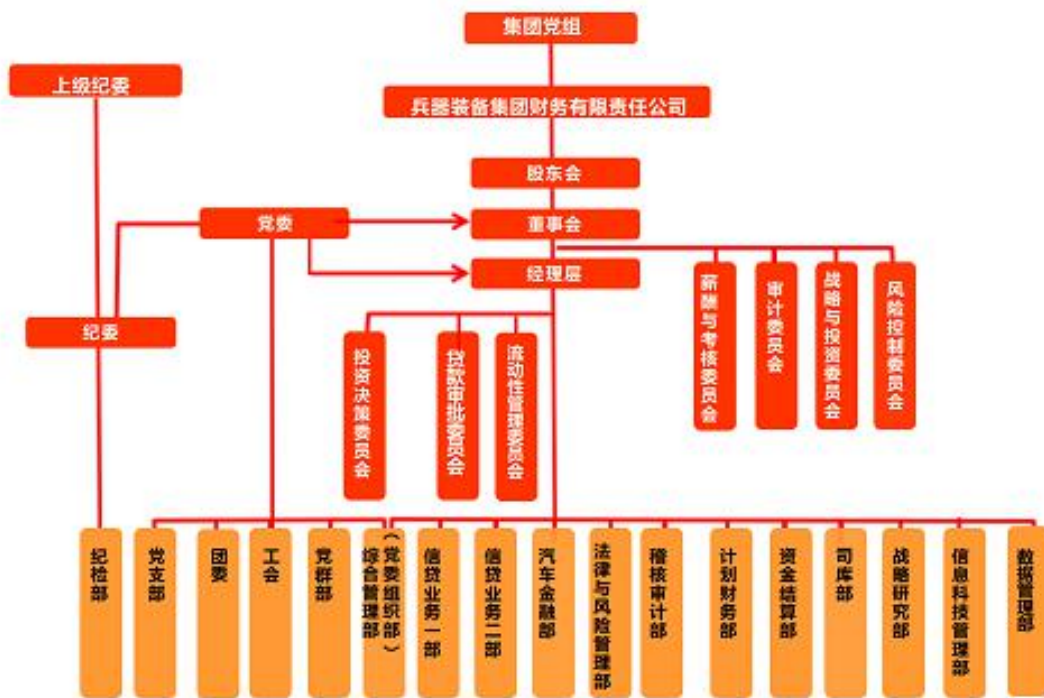 集团党组
上级纪委
兵器装备集团财务有限责任公司
股东会
党委
董事会
经理层
纪委
薪酬与考核委员会
审计委员会
战略与投资委员会
风险控制委员会
投资决策委员会
贷款审批委员会
流动性管理委员会
纪检部
党支部
团委
工会
党群部
综合管理部
（党委组织部）
信贷业务一部
信贷业务二部
汽车金融部
法律与风险管理部
稽核审计部
计划财务部
资金结算部
司库部
战略研究部
信息科技管理部
数据管理部